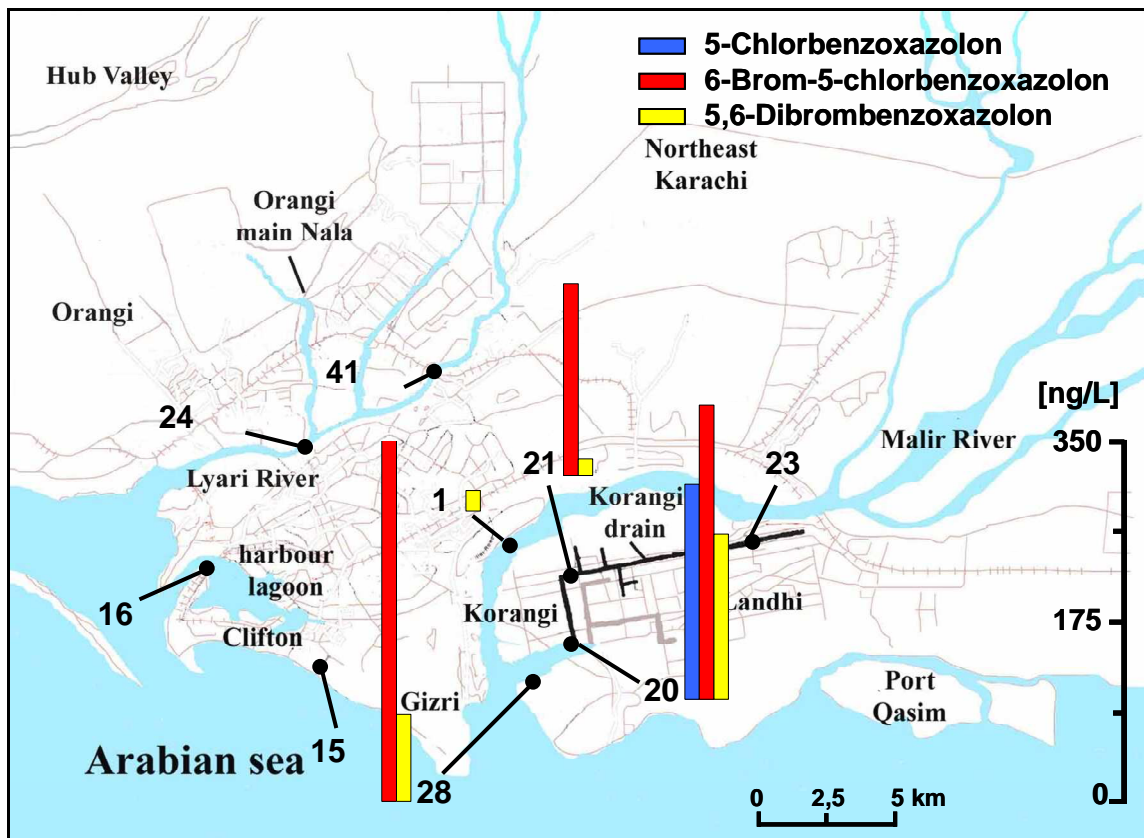 5-Chlorbenzoxazolon
6-Brom-5-chlorbenzoxazolon
5,6-Dibrombenzoxazolon
Hub Valley
Northeast
Karachi
Orangi
main Nala
Orangi
41
[ng/L]
24
350
Malir River
Lyari River
21
23
1
Korangi
drain
harbour
lagoon
16
Korangi
Landhi
175
Clifton
20
Port
Qasim
Gizri
Arabian sea
15
28
0
0
2,5
5 km